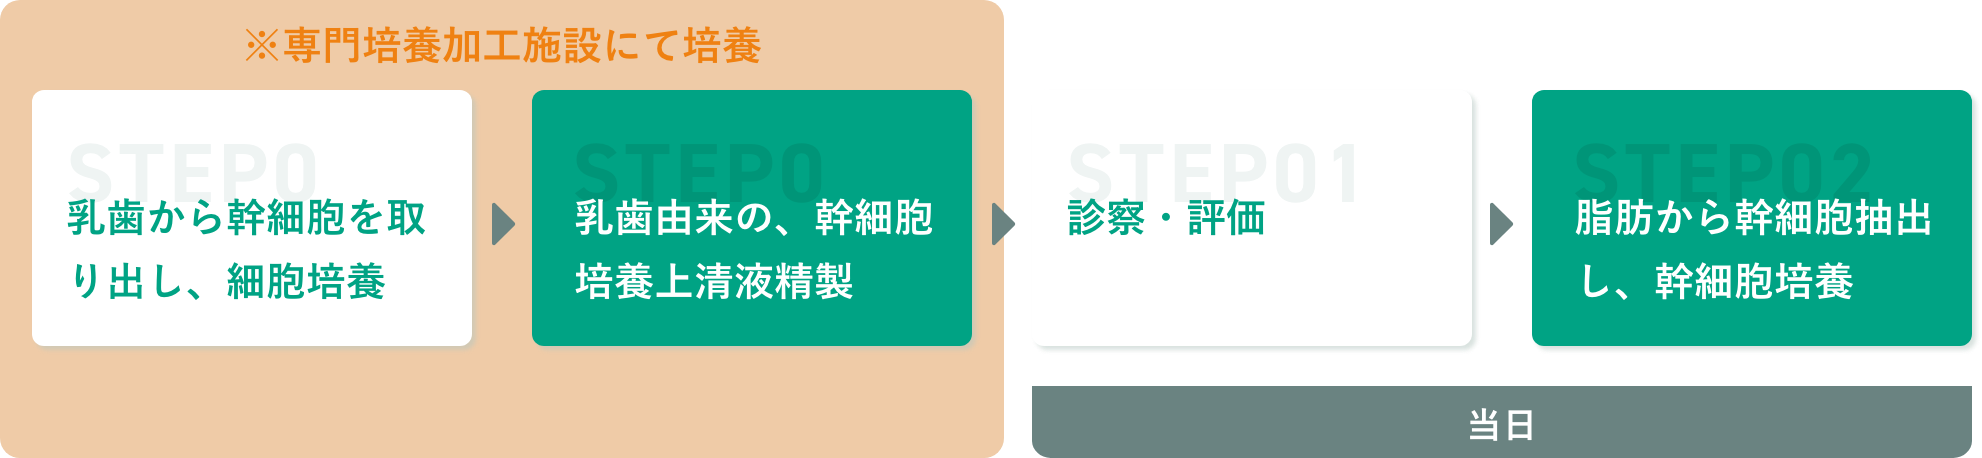 ※専門培養加工施設にて培養
STEP0
乳歯から幹細胞を取
り出し、細胞培養
STEP0
乳歯由来の、幹細胞
培養上清液精製
STEP01
診察・評価
STEP02
脂肪から幹細胞抽出
し、幹細胞培養
当日